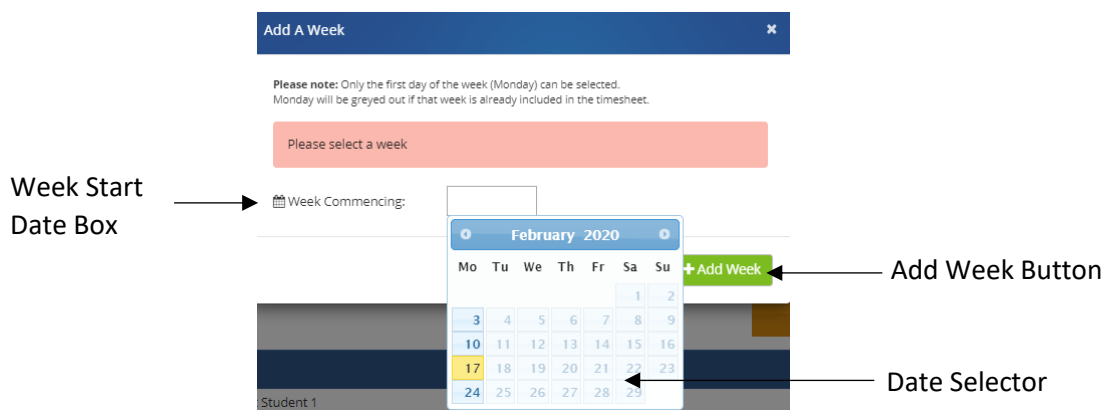 Add A Week ×
Please note: Only the first day of the week (Monday) can be selected.
Monday will be greyed out if that week is already included in the timesheet.
Please select a week
Week Start
Date Box
Week Commencing:
February 2020
Mo Tu We Th Fr Sa Su
+ Add Week
Add Week Button
1 2
3 4 5 6 7 8 9
10 11 12 13 14 15 16
17 18 19 20 21 22 23
24 25 26 27 28 29
Date Selector
Student 1